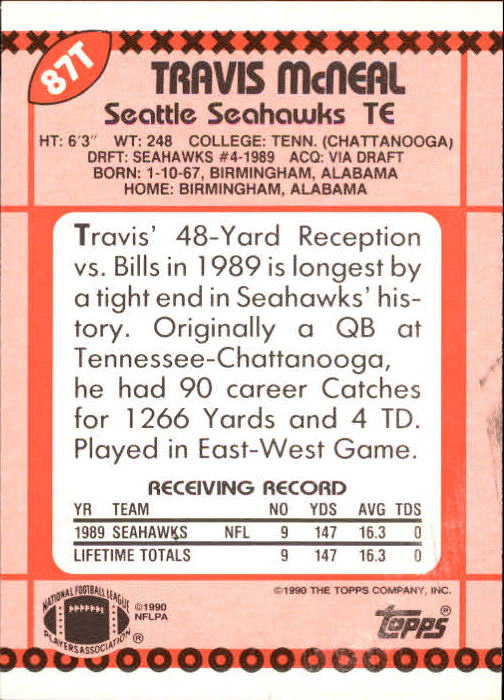 87T
TRAVIS McNEAL
Seattle Seahawks TE
HT: 6'3" WT: 248 COLLEGE: TENN. (CHATTANOOGA)
DRFT: SEAHAWKS #4-1989 ACQ: VIA DRAFT
BORN: 1-10-67, BIRMINGHAM, ALABAMA
HOME: BIRMINGHAM, ALABAMA
Travis' 48-Yard Reception
vs. Bills in 1989 is longest by
a tight end in Seahawks' his-
tory. Originally a QB at
Tennessee-Chattanooga,
he had 90 career Catches
for 1266 Yards and 4 TD.
Played in East-West Game.
RECEIVING RECORD
YR TEAM NO YDS AVG TDS
1989 SEAHAWKS NFL 9 147 16.3 0
LIFETIME TOTALS 9 147 16.3 0
©1990 THE TOPPS COMPANY, INC.
NATIONAL FOOTBALL LEAGUE
PLAYERS ASSOCIATION ®
©1990
NFLPA
TOPPS®